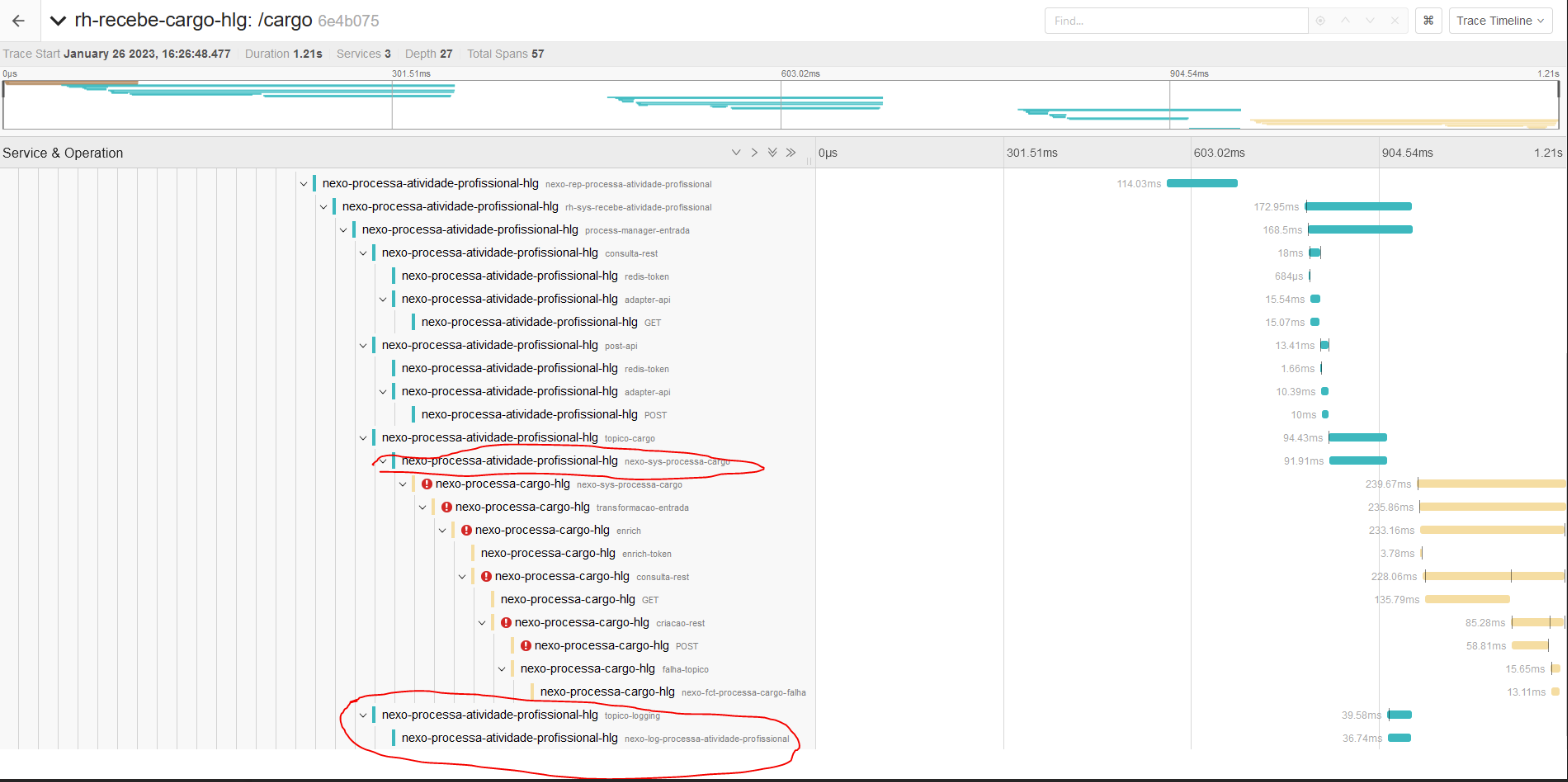 rh-recebe-cargo-hlg: /cargo 6e4b075
Find...
⌘
Trace Timeline
Trace Start January 26 2023, 16:26:48.477 Duration 1.21s Services 3 Depth 27 Total Spans 57
0μs 301.51ms 603.02ms 904.54ms 1.21s
Service & Operation 0μs 301.51ms 603.02ms 904.54ms 1.21s
nexo-processa-atividade-profissional-hlg nexo-rep-processa-atividade-profissional 114.03ms
nexo-processa-atividade-profissional-hlg rh-sys-recebe-atividade-profissional 172.95ms
nexo-processa-atividade-profissional-hlg process-manager-entrada 168.5ms
nexo-processa-atividade-profissional-hlg consulta-rest 18ms
nexo-processa-atividade-profissional-hlg redis-token 684μs
nexo-processa-atividade-profissional-hlg adapter-api 15.54ms
nexo-processa-atividade-profissional-hlg GET 15.07ms
nexo-processa-atividade-profissional-hlg post-api 13.41ms
nexo-processa-atividade-profissional-hlg redis-token 1.66ms
nexo-processa-atividade-profissional-hlg adapter-api 10.39ms
nexo-processa-atividade-profissional-hlg POST 10ms
nexo-processa-atividade-profissional-hlg topico-cargo 94.43ms
nexo-processa-atividade-profissional-hlg nexo-sys-processa-cargo 91.91ms
nexo-processa-cargo-hlg nexo-sys-processa-cargo 239.67ms
nexo-processa-cargo-hlg transformacao-entrada 235.86ms
nexo-processa-cargo-hlg enrich 233.16ms
nexo-processa-cargo-hlg enrich-token 3.78ms
nexo-processa-cargo-hlg consulta-rest 228.06ms
nexo-processa-cargo-hlg GET 135.79ms
nexo-processa-cargo-hlg criacao-rest 85.28ms
nexo-processa-cargo-hlg POST 58.81ms
nexo-processa-cargo-hlg falha-topico 15.65ms
nexo-processa-cargo-hlg nexo-fct-processa-cargo-falha 13.11ms
nexo-processa-atividade-profissional-hlg topico-logging 39.58ms
nexo-processa-atividade-profissional-hlg nexo-log-processa-atividade-profissional 36.74ms